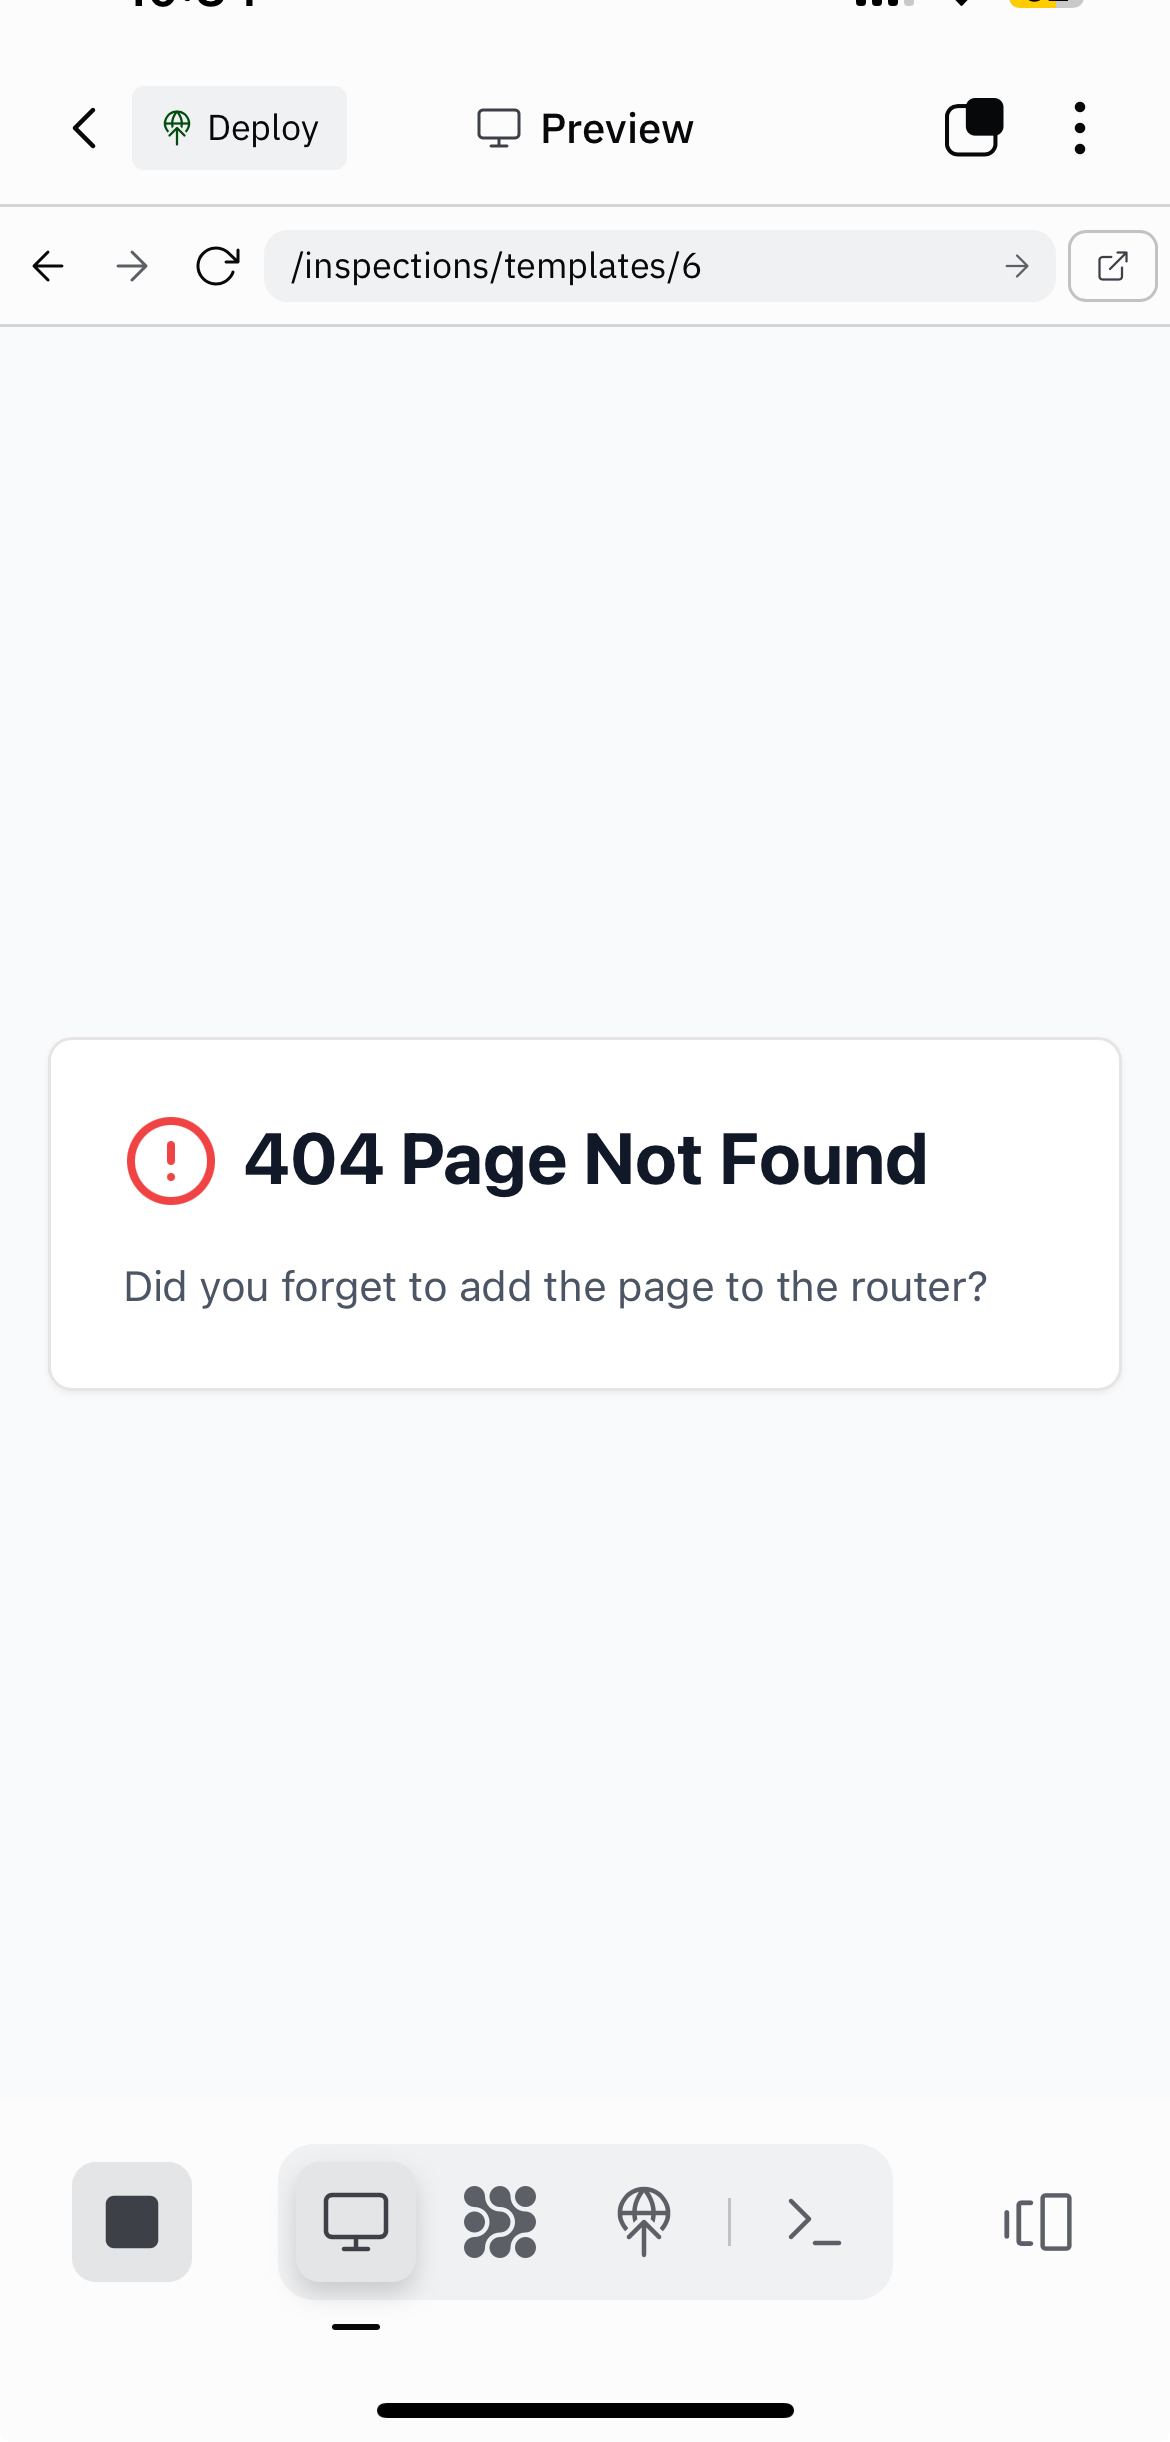 Deploy
Preview
/inspections/templates/6
404 Page Not Found
Did you forget to add the page to the router?